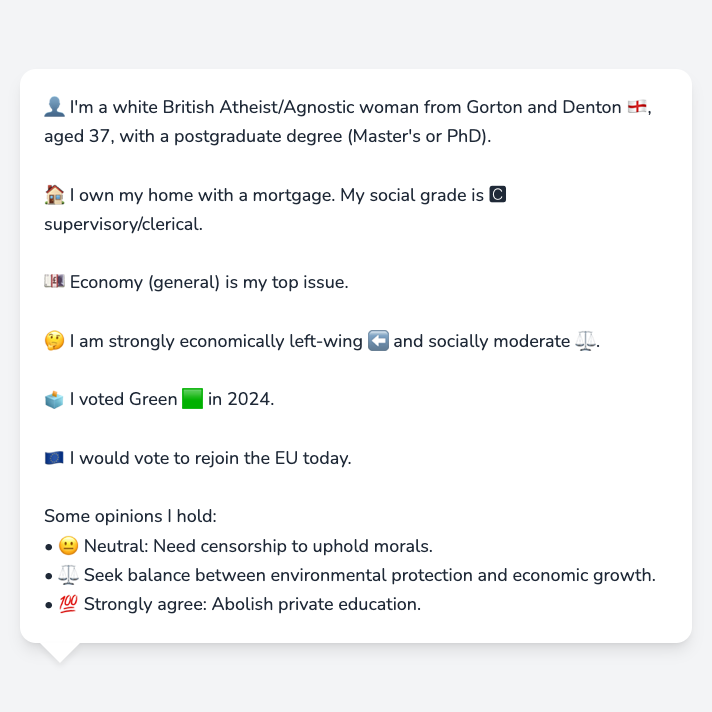 👤 I'm a white British Atheist/Agnostic woman from Gorton and Denton 🏴󠁧󠁢󠁥󠁮󠁧󠁿,
aged 37, with a postgraduate degree (Master's or PhD).
🏠 I own my home with a mortgage. My social grade is C
supervisory/clerical.
💷 Economy (general) is my top issue.
🤔 I am strongly economically left-wing ⬅️ and socially moderate ⚖️.
🗳️ I voted Green 🟩 in 2024.
🇪🇺 I would vote to rejoin the EU today.
Some opinions I hold:
• 😐 Neutral: Need censorship to uphold morals.
• ⚖️ Seek balance between environmental protection and economic growth.
• 💯 Strongly agree: Abolish private education.